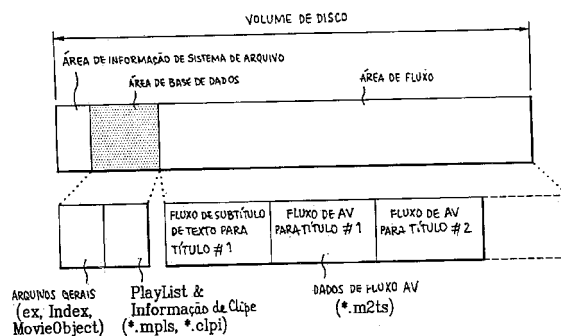 VOLUME DE DISCO
ÁREA DE INFORMAÇÃO DE SISTEMA DE ARQUIVO
ÁREA DE BASE DE DADOS
ÁREA DE FLUXO
FLUXO DE SUBTÍTULO
DE TEXTO PARA
TÍTULO #1
FLUXO DE AV
PARA TÍTULO #1
FLUXO DE AV
PARA TÍTULO #2
ARQUIVOS GERAIS
(ex, Index,
MovieObject)
PlayList &
Informação de Clipe
(*.mpls, *.clpi)
DADOS DE FLUXO AV
(*.m2ts)